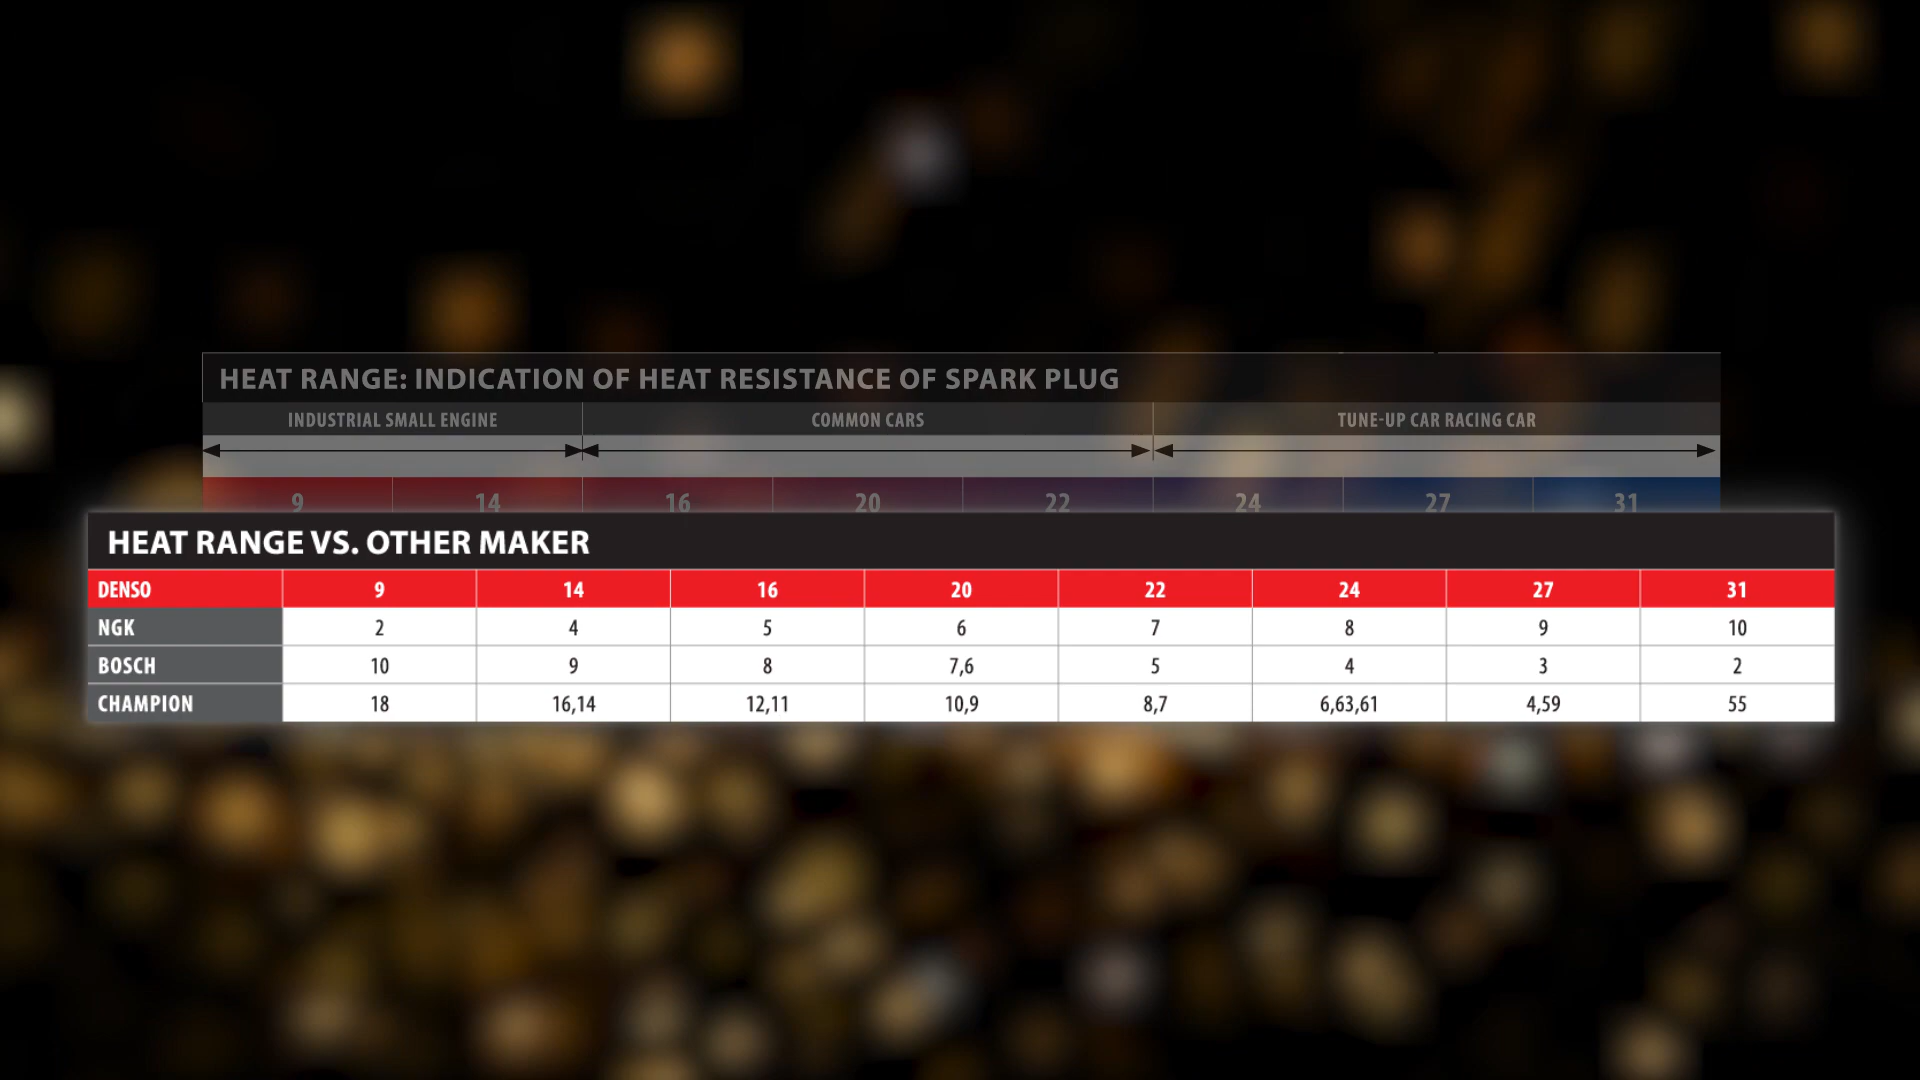 HEAT RANGE: INDICATION OF HEAT RESISTANCE OF SPARK PLUG
INDUSTRIAL SMALL ENGINE COMMON CARS TUNE-UP CAR RACING CAR
9 14 16 20 22 24 27 31
HEAT RANGE VS. OTHER MAKER
DENSO 9 14 16 20 22 24 27 31
NGK 2 4 5 6 7 8 9 10
BOSCH 10 9 8 7,6 5 4 3 2
CHAMPION 18 16,14 12,11 10,9 8,7 6,63,61 4,59 55